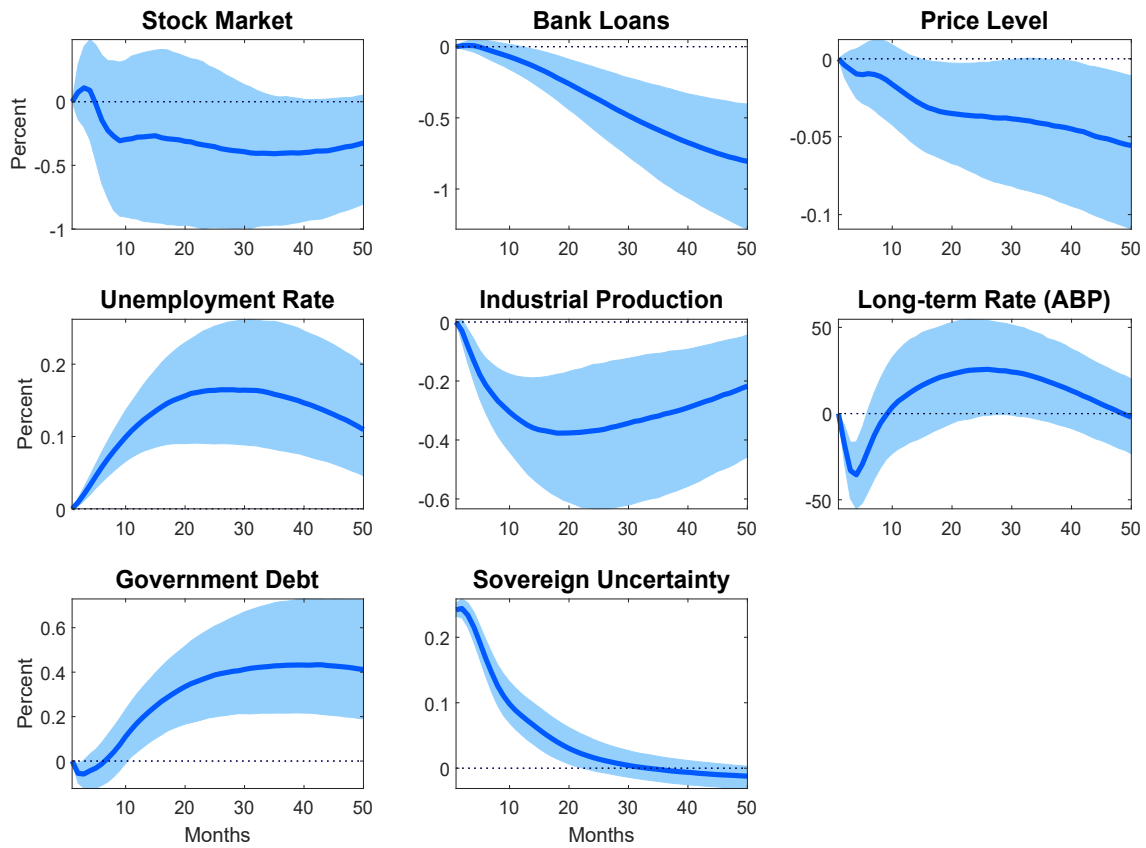 Stock Market
Bank Loans
Price Level
Percent
0
-0.5
-1
10 20 30 40 50
0
-0.5
-1
10 20 30 40 50
0
-0.05
-0.1
10 20 30 40 50
Unemployment Rate
Industrial Production
Long-term Rate (ABP)
Percent
0.2
0.1
0
10 20 30 40 50
0
-0.2
-0.4
-0.6
10 20 30 40 50
50
0
-50
10 20 30 40 50
Government Debt
Sovereign Uncertainty
Percent
0.6
0.4
0.2
0
10 20 30 40 50
Months
0.2
0.1
0
10 20 30 40 50
Months